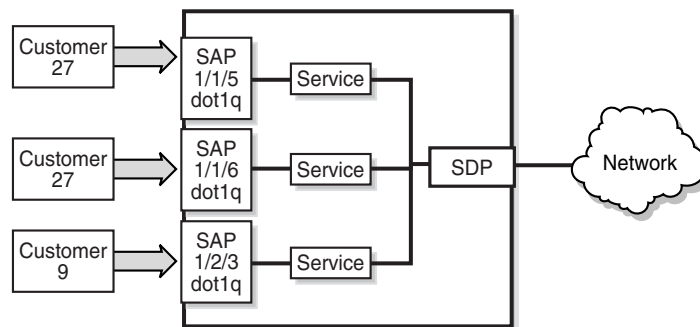 Customer
27
SAP
1/1/5
dot1q
Service
Customer
27
SAP
1/1/6
dot1q
Service
SDP
Network
Customer
9
SAP
1/2/3
dot1q
Service